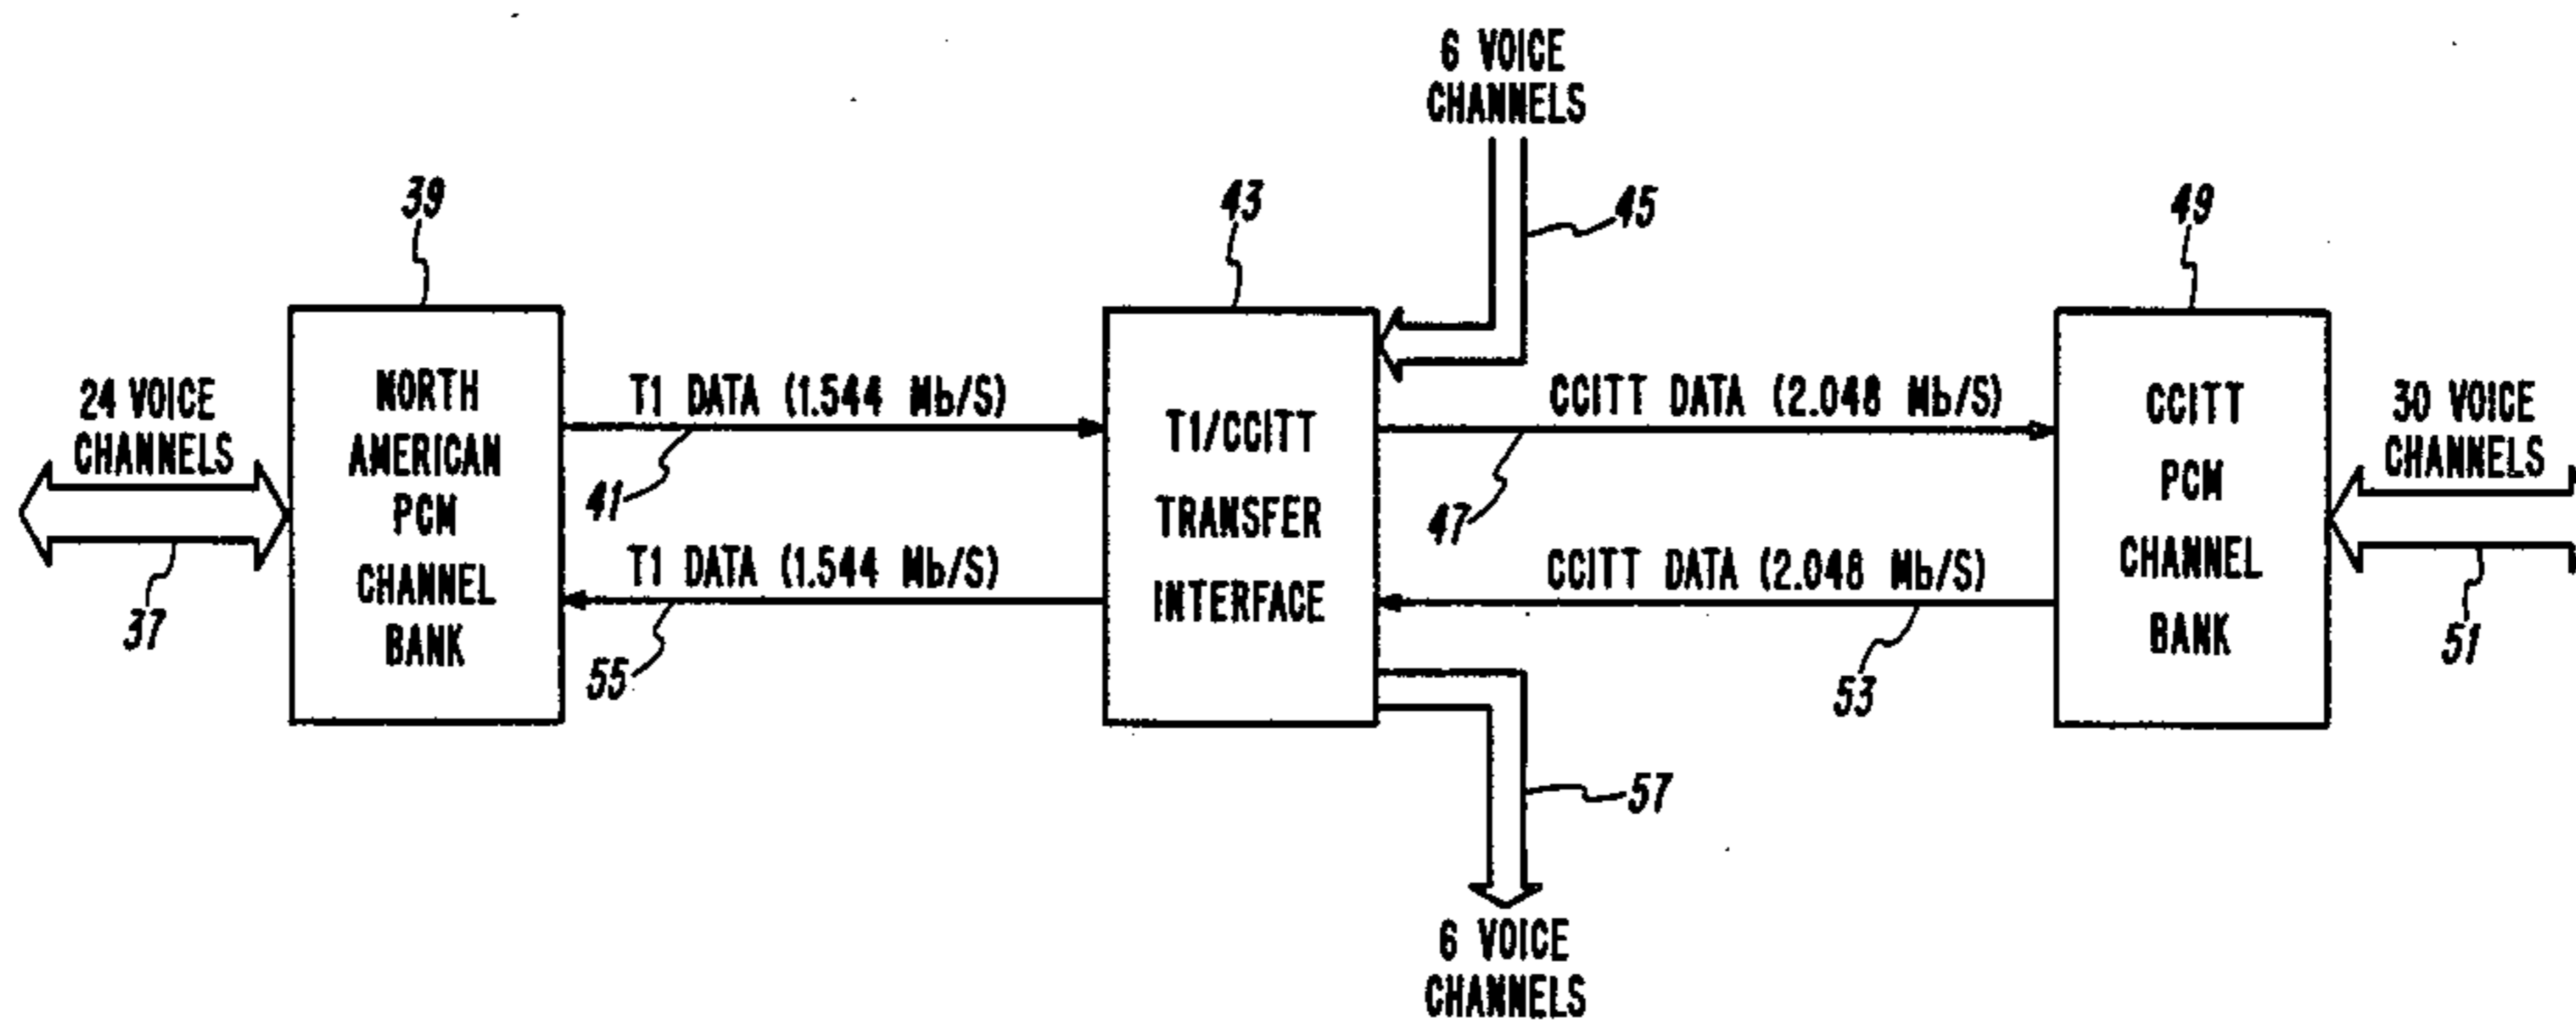 6 VOICE
CHANNELS
39
43
45
49
24 VOICE
CHANNELS
NORTH
AMERICAN
PCM
CHANNEL
BANK
T1 DATA (1.544 Mb/S)
41
T1 DATA (1.544 Mb/S)
55
37
T1/CCITT
TRANSFER
INTERFACE
CCITT DATA (2.048 Mb/S)
47
CCITT DATA (2.048 Mb/S)
53
CCITT
PCM
CHANNEL
BANK
30 VOICE
CHANNELS
51
57
6 VOICE
CHANNELS